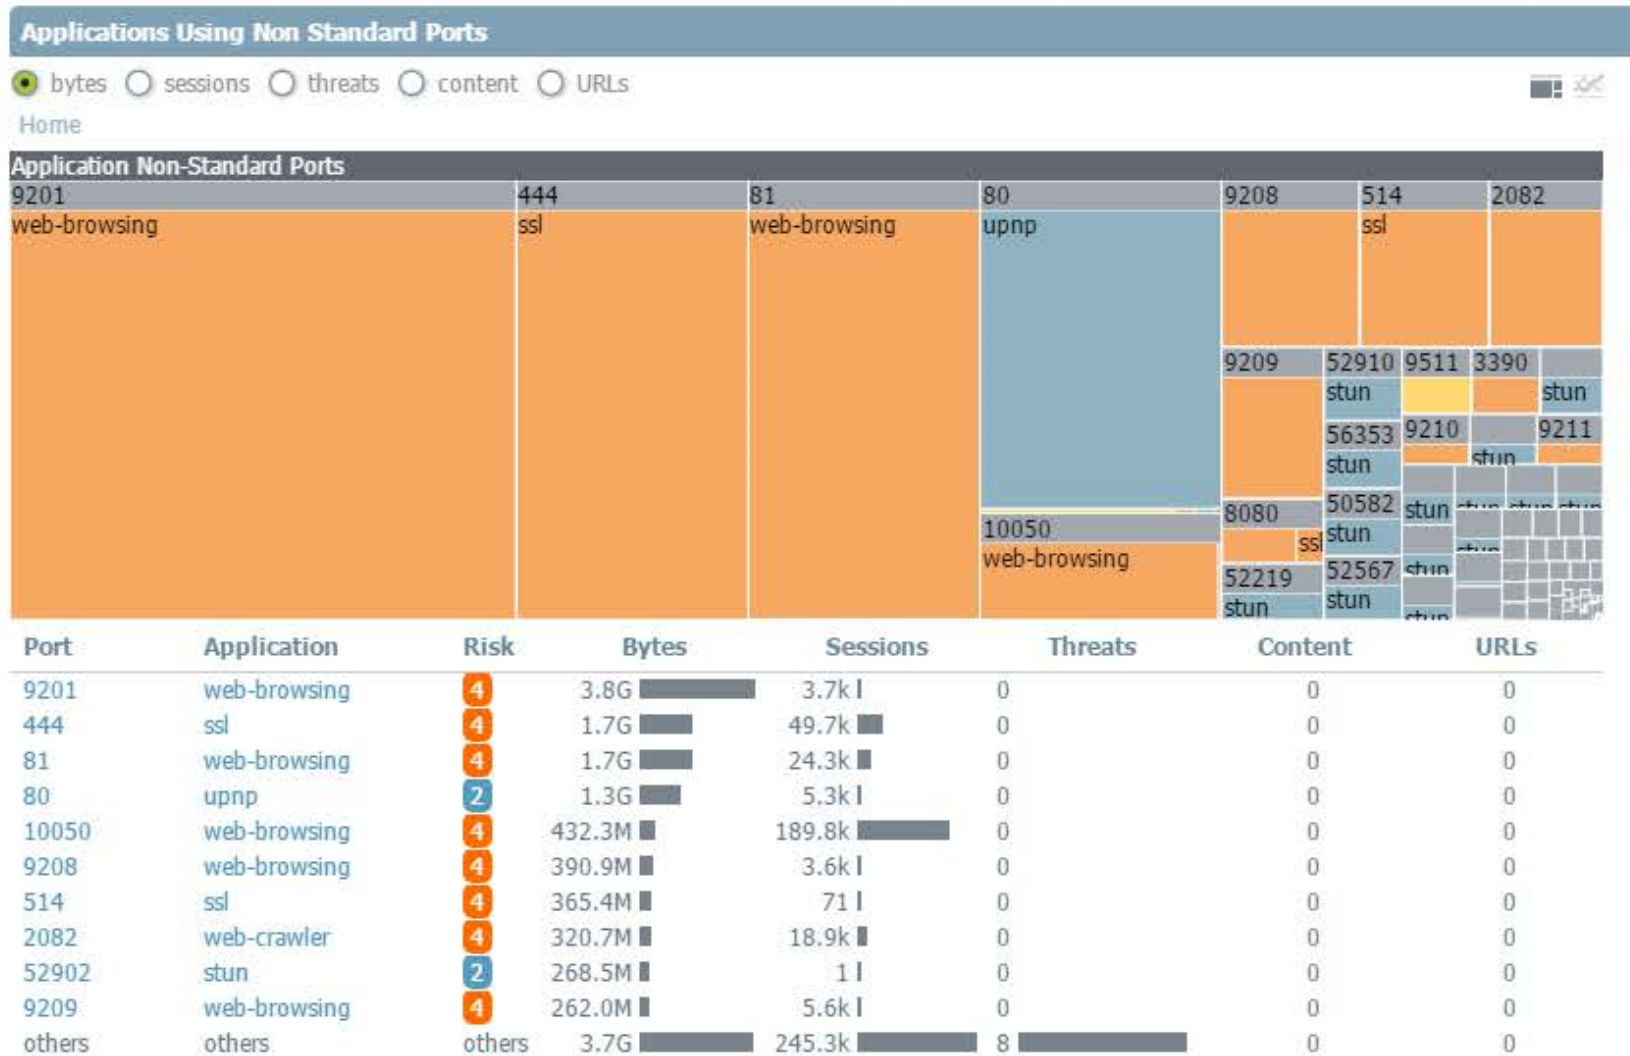 Applications Using Non Standard Ports
bytes sessions threats content URLs
Home
Application Non-Standard Ports
9201 444 81 80 9208 514 2082
web-browsing ssl web-browsing upnp ssl
9209 52910 9511 3390
stun stun
56353 9210 9211
stun stun
8080 50582 stun stun stun stun
10050 ssl stun stun
web-browsing 52219 52567 stun
stun stun stun
Port Application Risk Bytes Sessions Threats Content URLs
9201 web-browsing 4 3.8G 3.7k 0 0 0
444 ssl 4 1.7G 49.7k 0 0 0
81 web-browsing 4 1.7G 24.3k 0 0 0
80 upnp 2 1.3G 5.3k 0 0 0
10050 web-browsing 4 432.3M 189.8k 0 0 0
9208 web-browsing 4 390.9M 3.6k 0 0 0
514 ssl 4 365.4M 71 0 0 0
2082 web-crawler 4 320.7M 18.9k 0 0 0
52902 stun 2 268.5M 1 0 0 0
9209 web-browsing 4 262.0M 5.6k 0 0 0
others others others 3.7G 245.3k 8 0 0